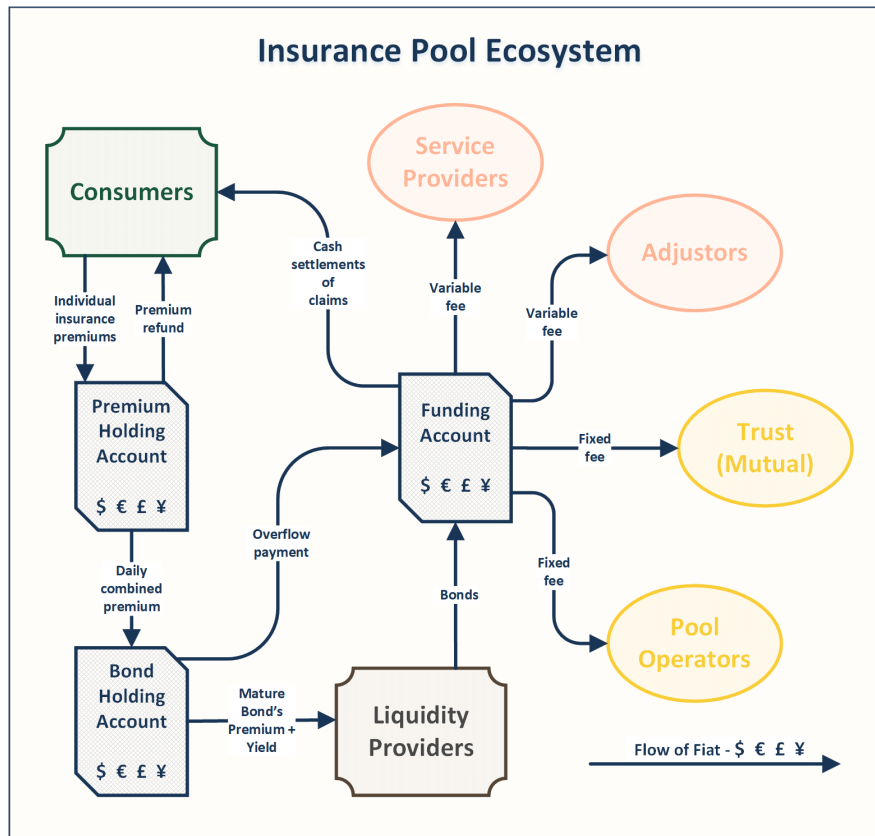 Insurance Pool Ecosystem
Service
Providers
Consumers
Adjustors
Cash
settlements
of
claims
Variable
fee
Variable
fee
Individual
insurance
premiums
Premium
refund
Premium
Holding
Account
$ € £ ¥
Funding
Account
$ € £ ¥
Fixed
fee
Trust
(Mutual)
Overflow
payment
Daily
combined
premium
Bonds
Fixed
fee
Pool
Operators
Bond
Holding
Account
$ € £ ¥
Mature
Bond's
Premium +
Yield
Liquidity
Providers
Flow of Fiat - $ € £ ¥